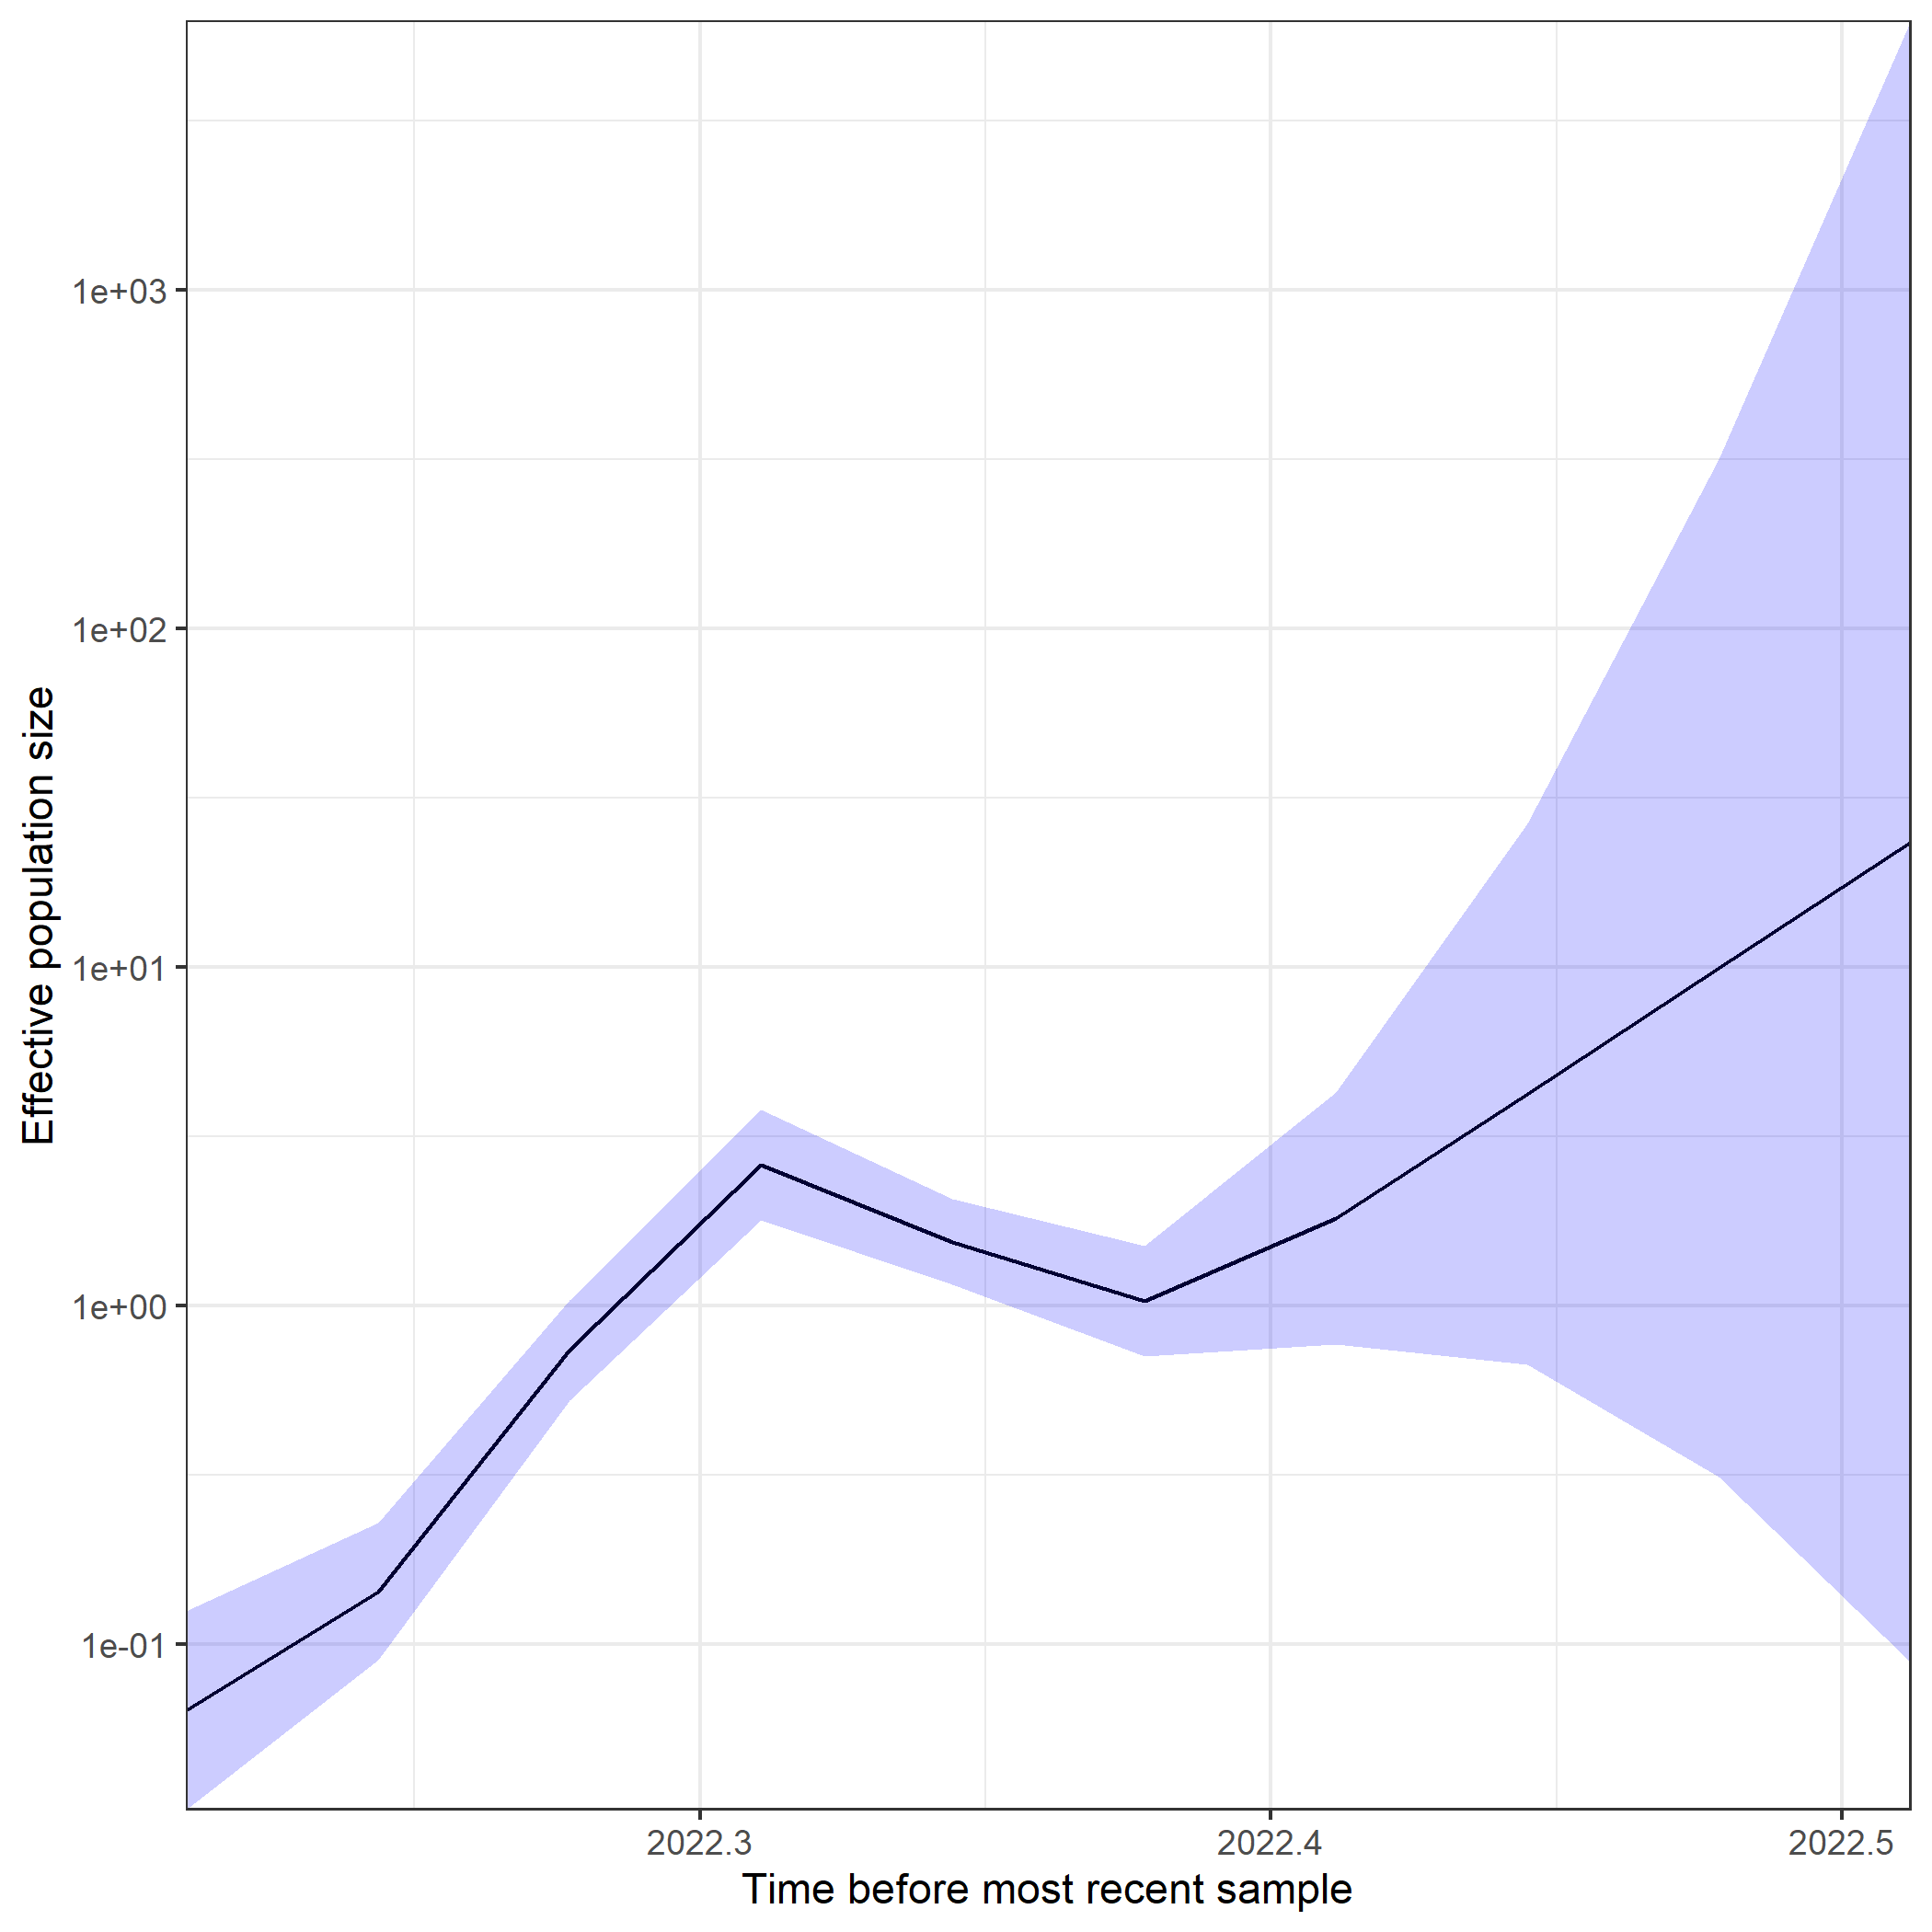 Effective population size
1e+03
1e+02
1e+01
1e+00
1e-01
2022.3
2022.4
2022.5
Time before most recent sample